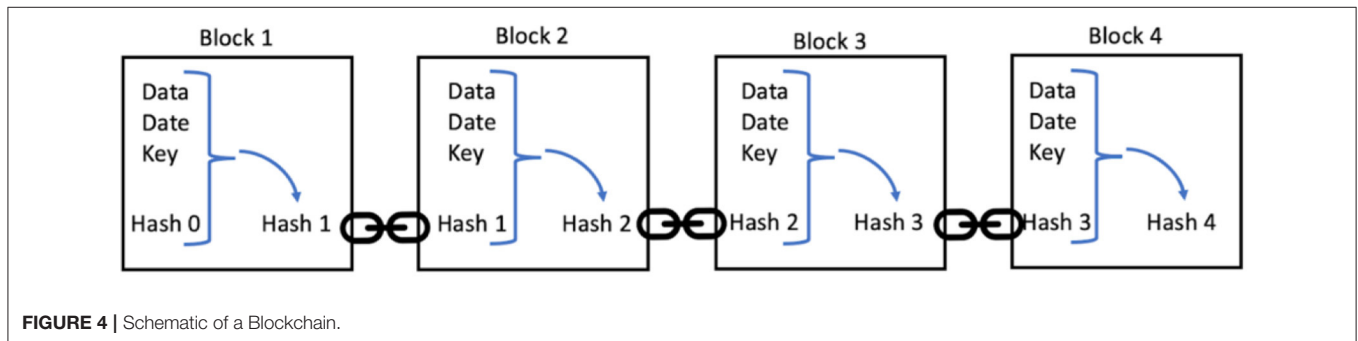 Block 1
Data
Date
Key
Hash 0
Hash 1
Block 2
Data
Date
Key
Hash 1
Hash 2
Block 3
Data
Date
Key
Hash 2
Hash 3
Block 4
Data
Date
Key
Hash 3
Hash 4
FIGURE 4 | Schematic of a Blockchain.